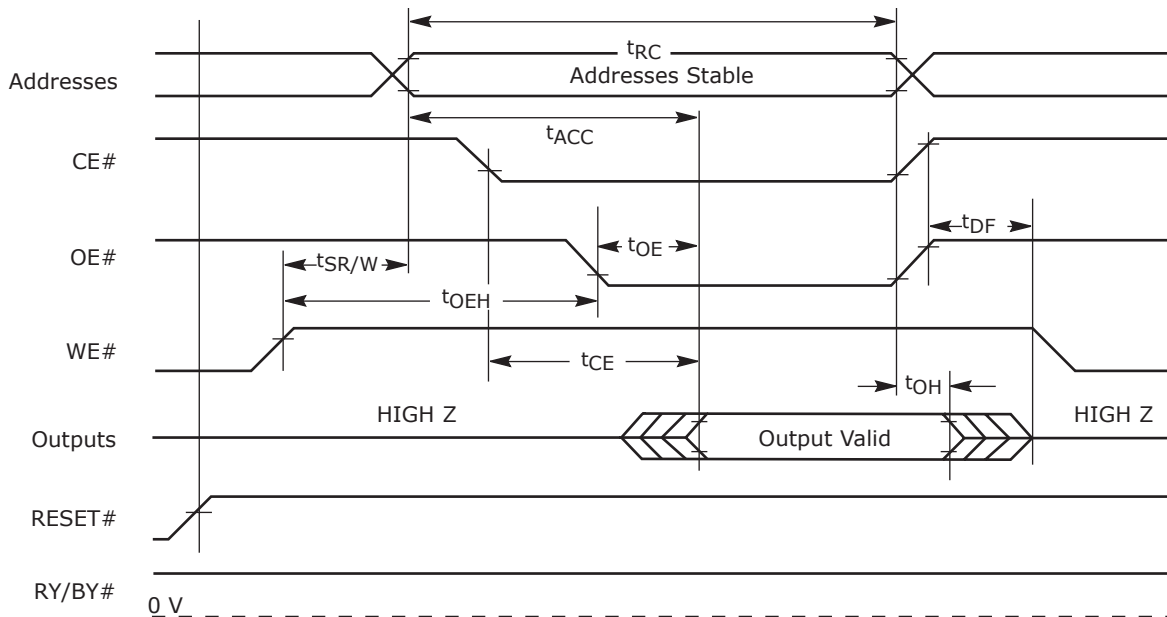 tRC
Addresses
Addresses Stable
tACC
CE#
tDF
OE#
tOE
tSR/W
tOEH
WE#
tCE
tOH
HIGH Z
HIGH Z
Outputs
Output Valid
RESET#
RY/BY#
0 V